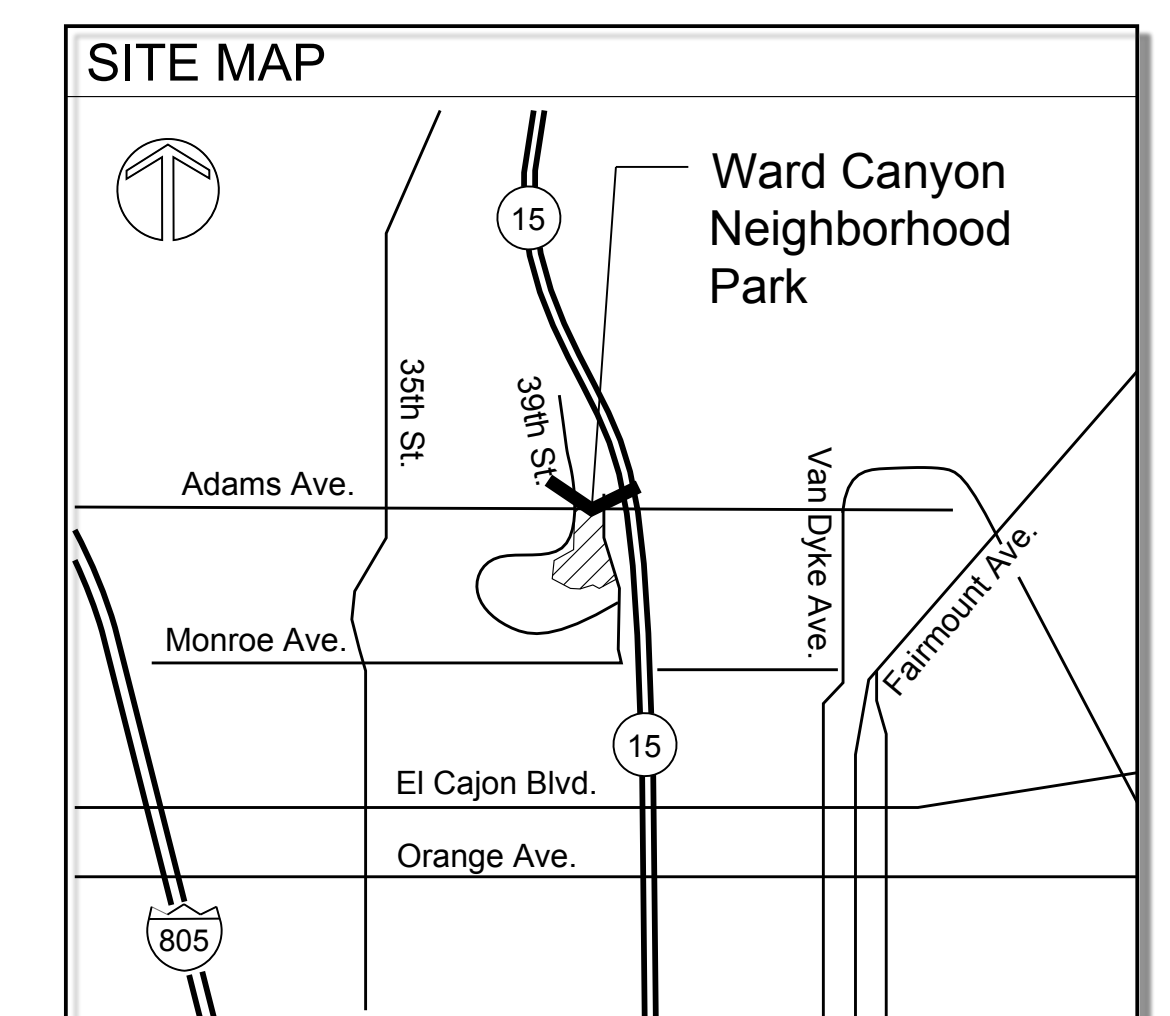 SITE MAP
15
Ward Canyon
Neighborhood
Park
35th St.
39th St.
Adams Ave.
Van Dyke Ave.
Fairmount Ave.
Monroe Ave.
15
El Cajon Blvd.
Orange Ave.
805